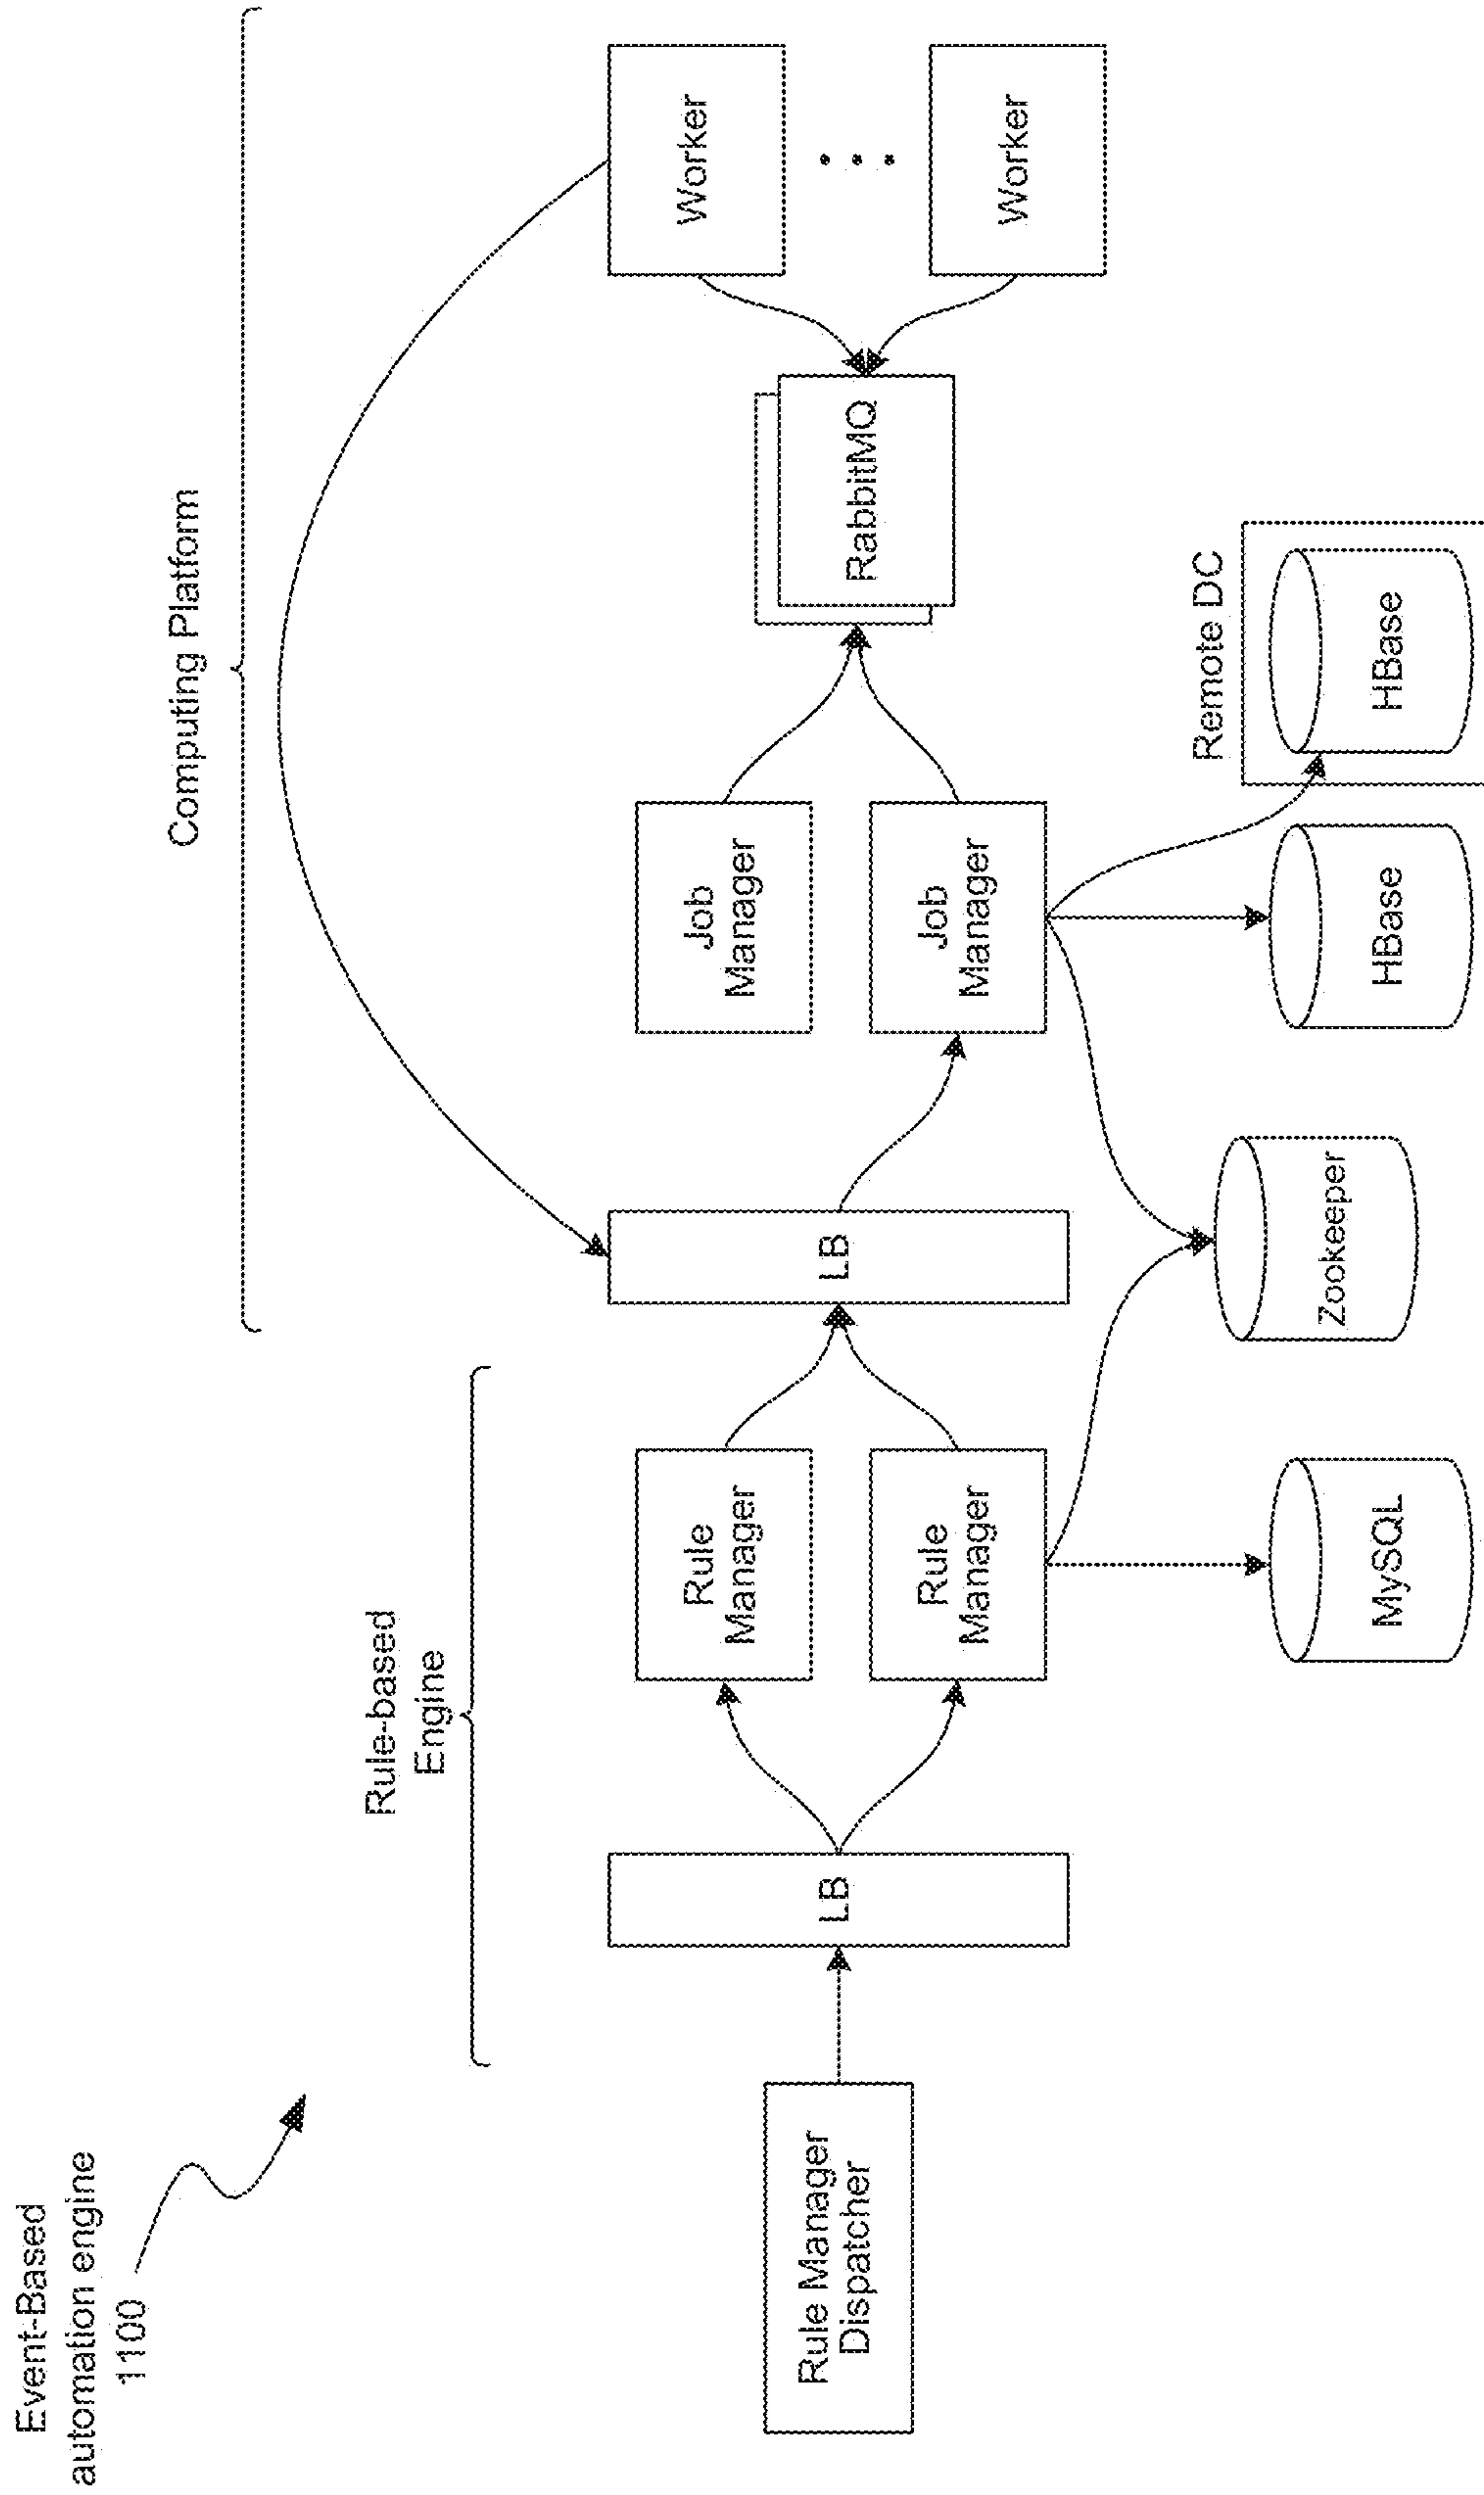 Event-Based
automation engine
1100
Rule-based
Engine
Computing Platform
Rule Manager
Dispatcher
LB
Rule
Manager
Rule
Manager
LB
Job
Manager
Job
Manager
RabbitMQ
Worker
Worker
MySQL
Zookeeper
HBase
Remote DC
HBase